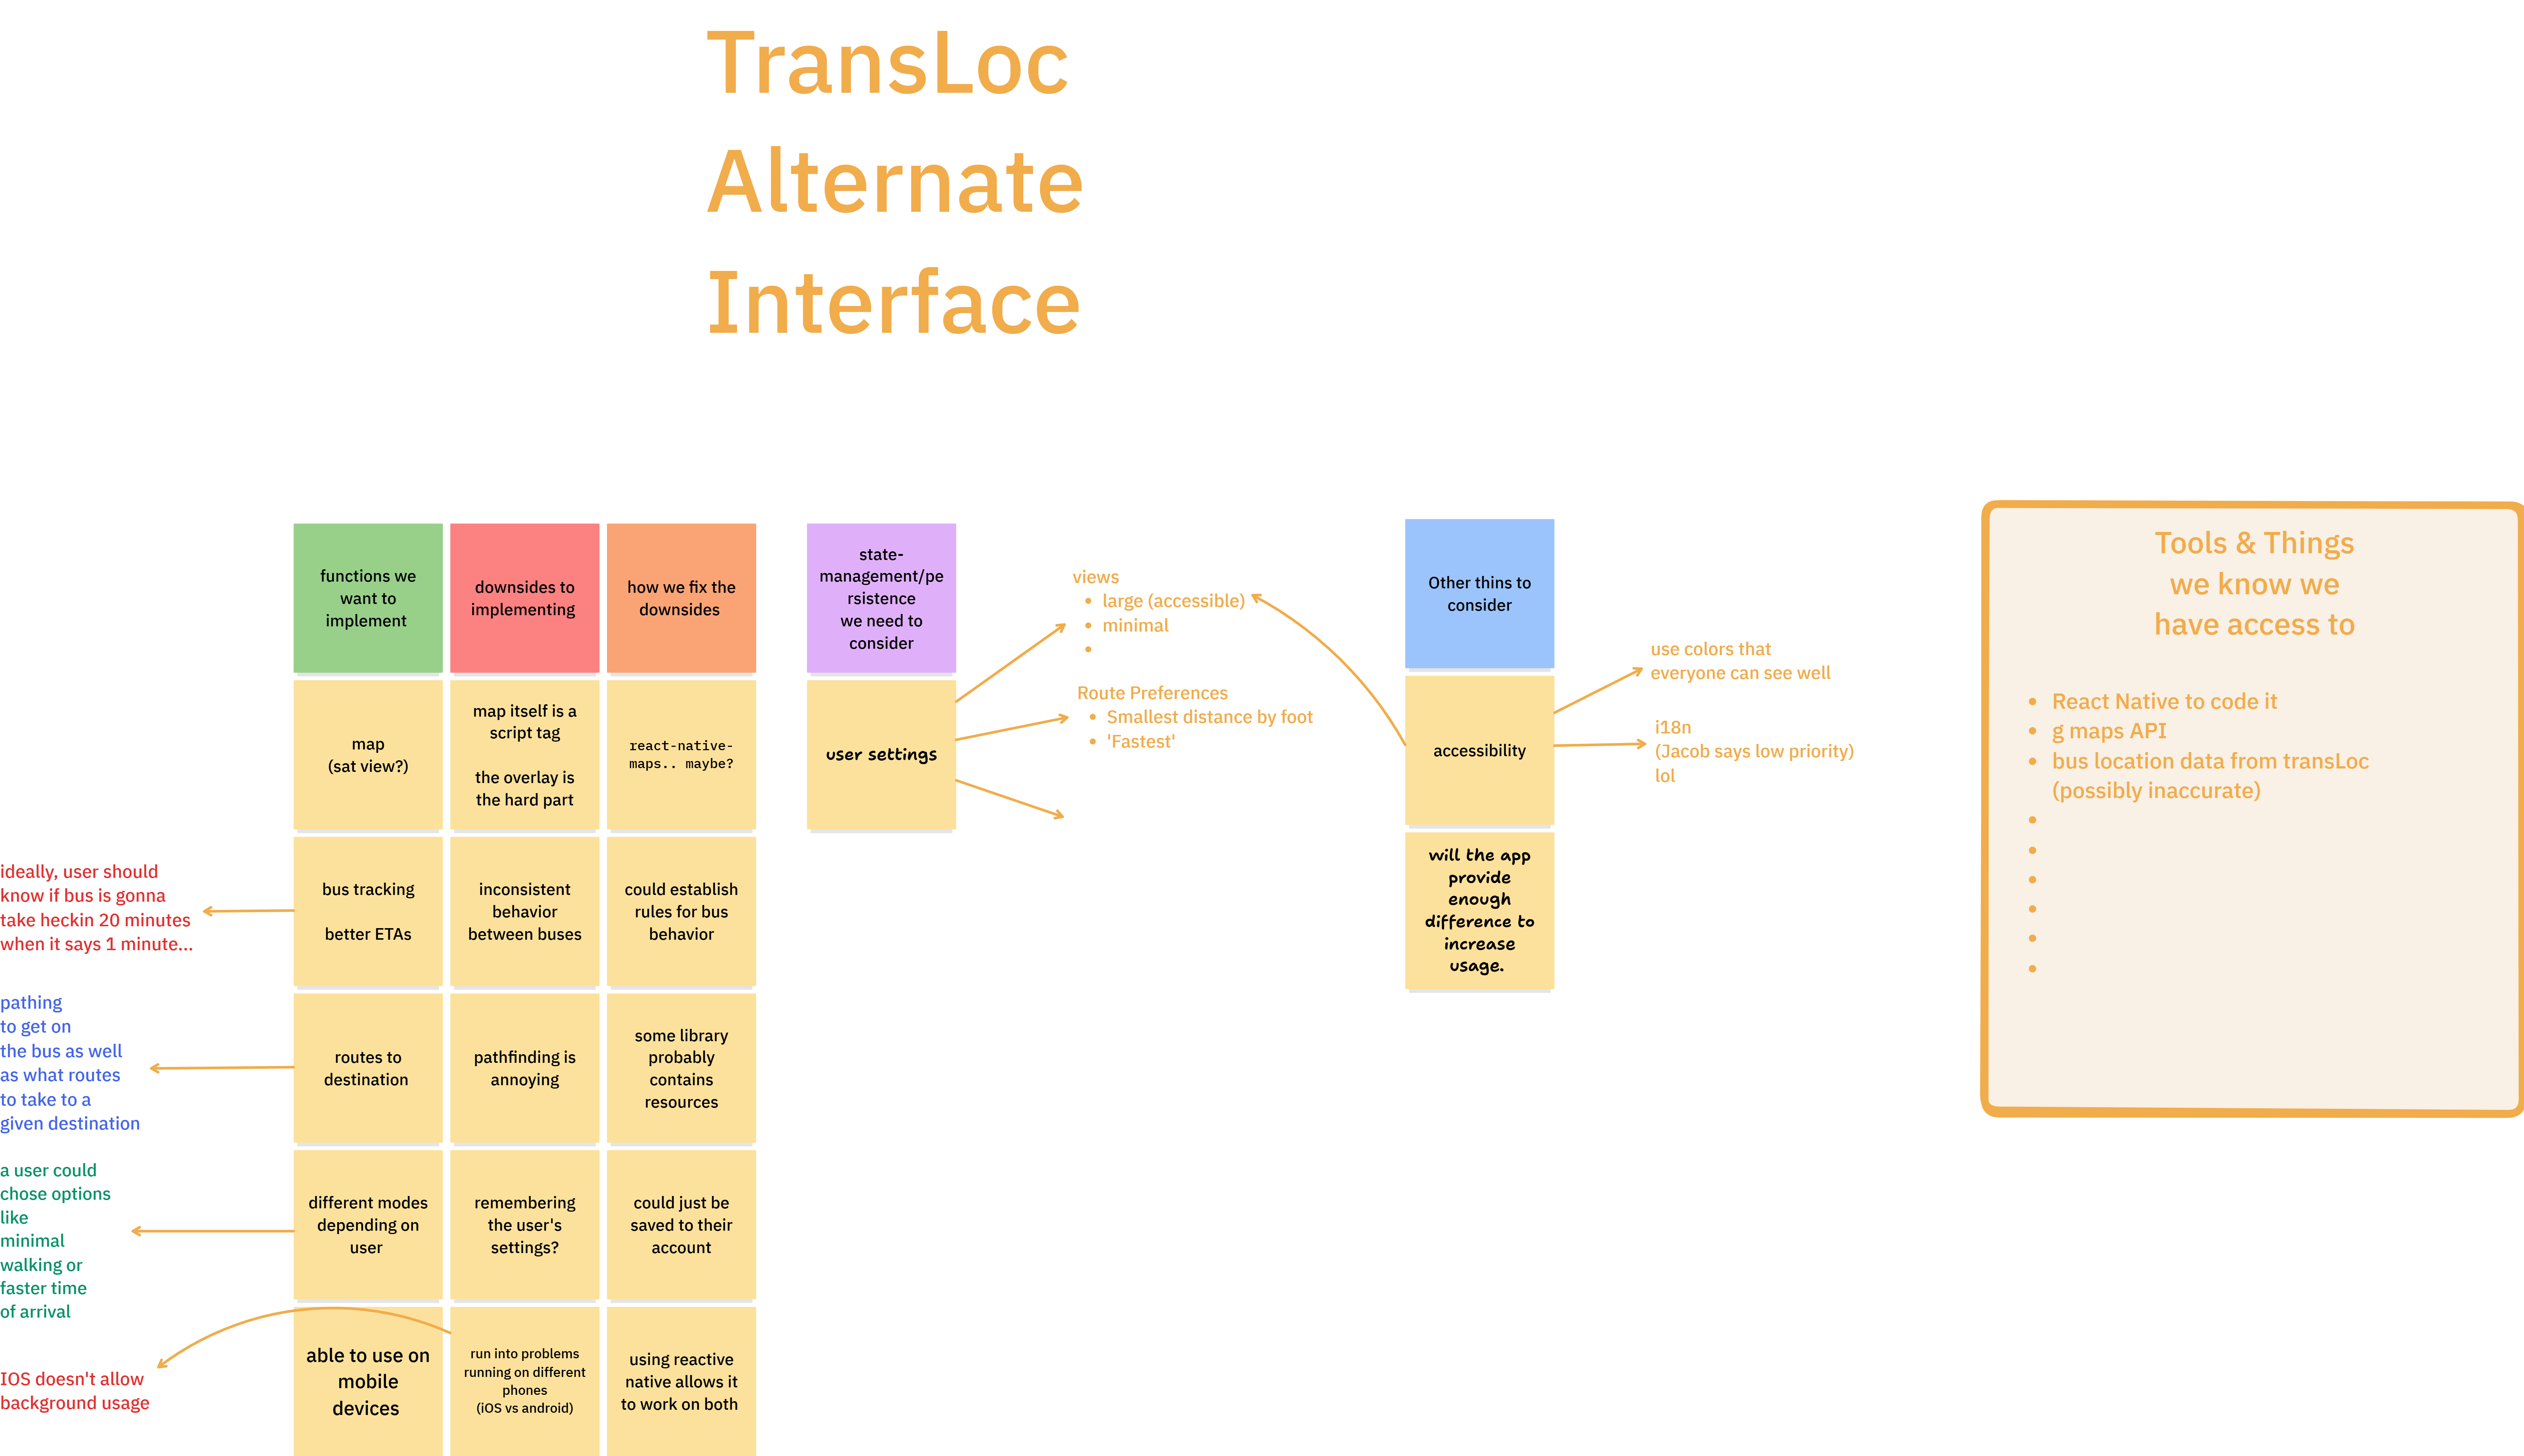 TransLoc
Alternate
Interface
functions we
want to
implement
downsides to
implementing
how we fix the
downsides
map
(sat view?)
map itself is a
script tag
the overlay is
the hard part
react-native-
maps.. maybe?
ideally, user should
know if bus is gonna
take heckin 20 minutes
when it says 1 minute...
bus tracking
better ETAs
inconsistent
behavior
between buses
could establish
rules for bus
behavior
pathing
to get on
the bus as well
as what routes
to take to a
given destination
routes to
destination
pathfinding is
annoying
some library
probably
contains
resources
a user could
chose options
like
minimal
walking or
faster time
of arrival
different modes
depending on
user
remembering
the user's
settings?
could just be
saved to their
account
IOS doesn't allow
background usage
able to use on
mobile
devices
run into problems
running on different
phones
(iOS vs android)
using reactive
native allows it
to work on both
state-
management/pe
rsistence
we need to
consider
user settings
views
• large (accessible)
• minimal
•
Route Preferences
• Smallest distance by foot
• 'Fastest'
Other thins to
consider
accessibility
use colors that
everyone can see well
i18n
(Jacob says low priority)
lol
will the app
provide
enough
difference to
increase
usage.
Tools & Things
we know we
have access to
• React Native to code it
• g maps API
• bus location data from transLoc
(possibly inaccurate)
•
•
•
•
•
•